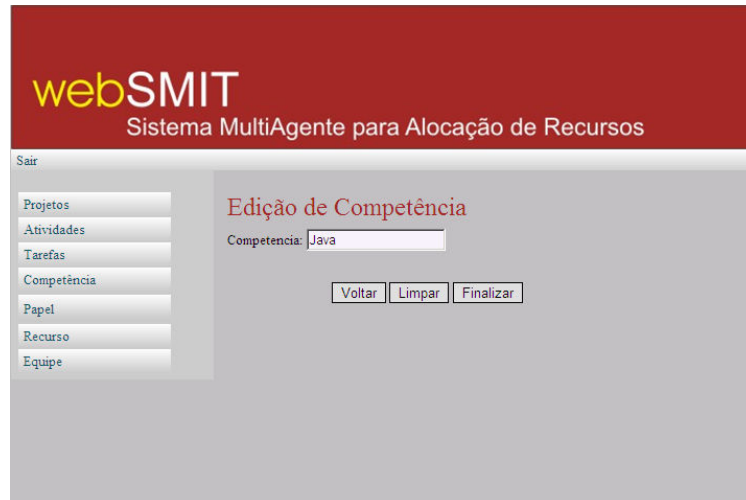 webSMIT
Sistema MultiAgente para Alocação de Recursos
Sair
Projetos
Atividades
Tarefas
Competência
Papel
Recurso
Equipe
Edição de Competência
Competencia: Java
Voltar Limpar Finalizar